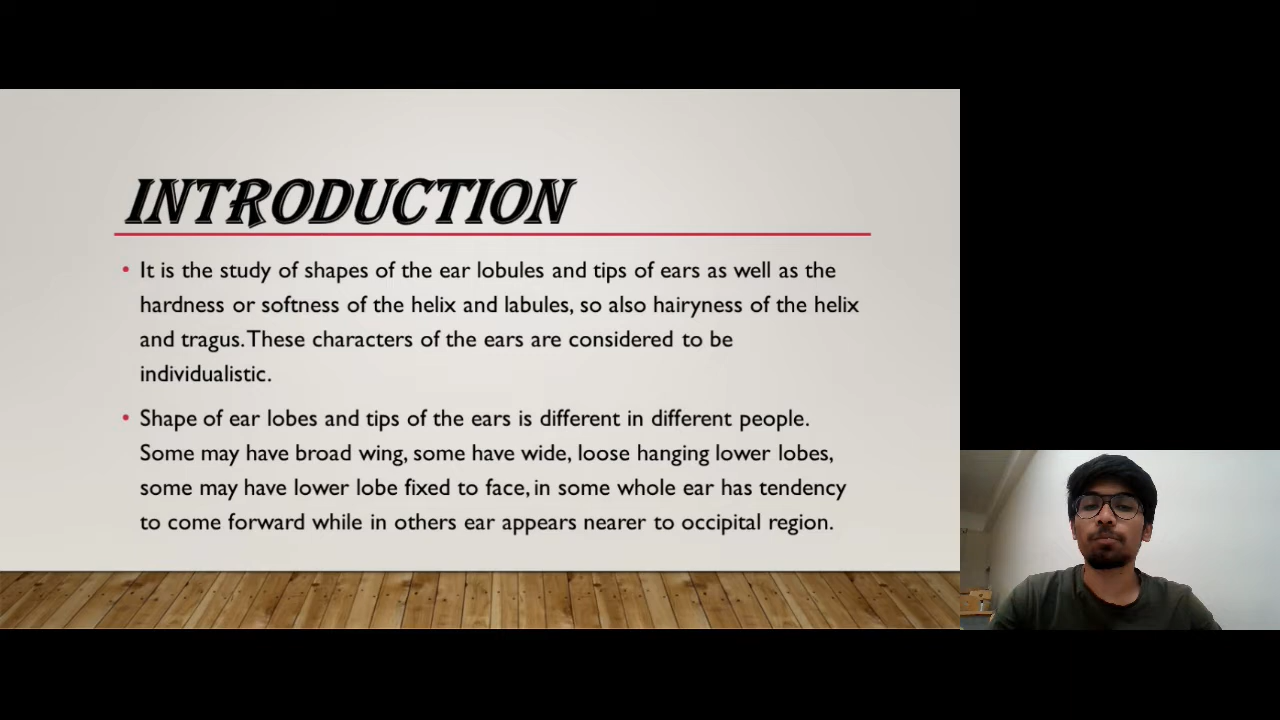 INTRODUCTION
• It is the study of shapes of the ear lobules and tips of ears as well as the
hardness or softness of the helix and labules, so also hairyness of the helix
and tragus. These characters of the ears are considered to be
individualistic.
• Shape of ear lobes and tips of the ears is different in different people.
Some may have broad wing, some have wide, loose hanging lower lobes,
some may have lower lobe fixed to face, in some whole ear has tendency
to come forward while in others ear appears nearer to occipital region.